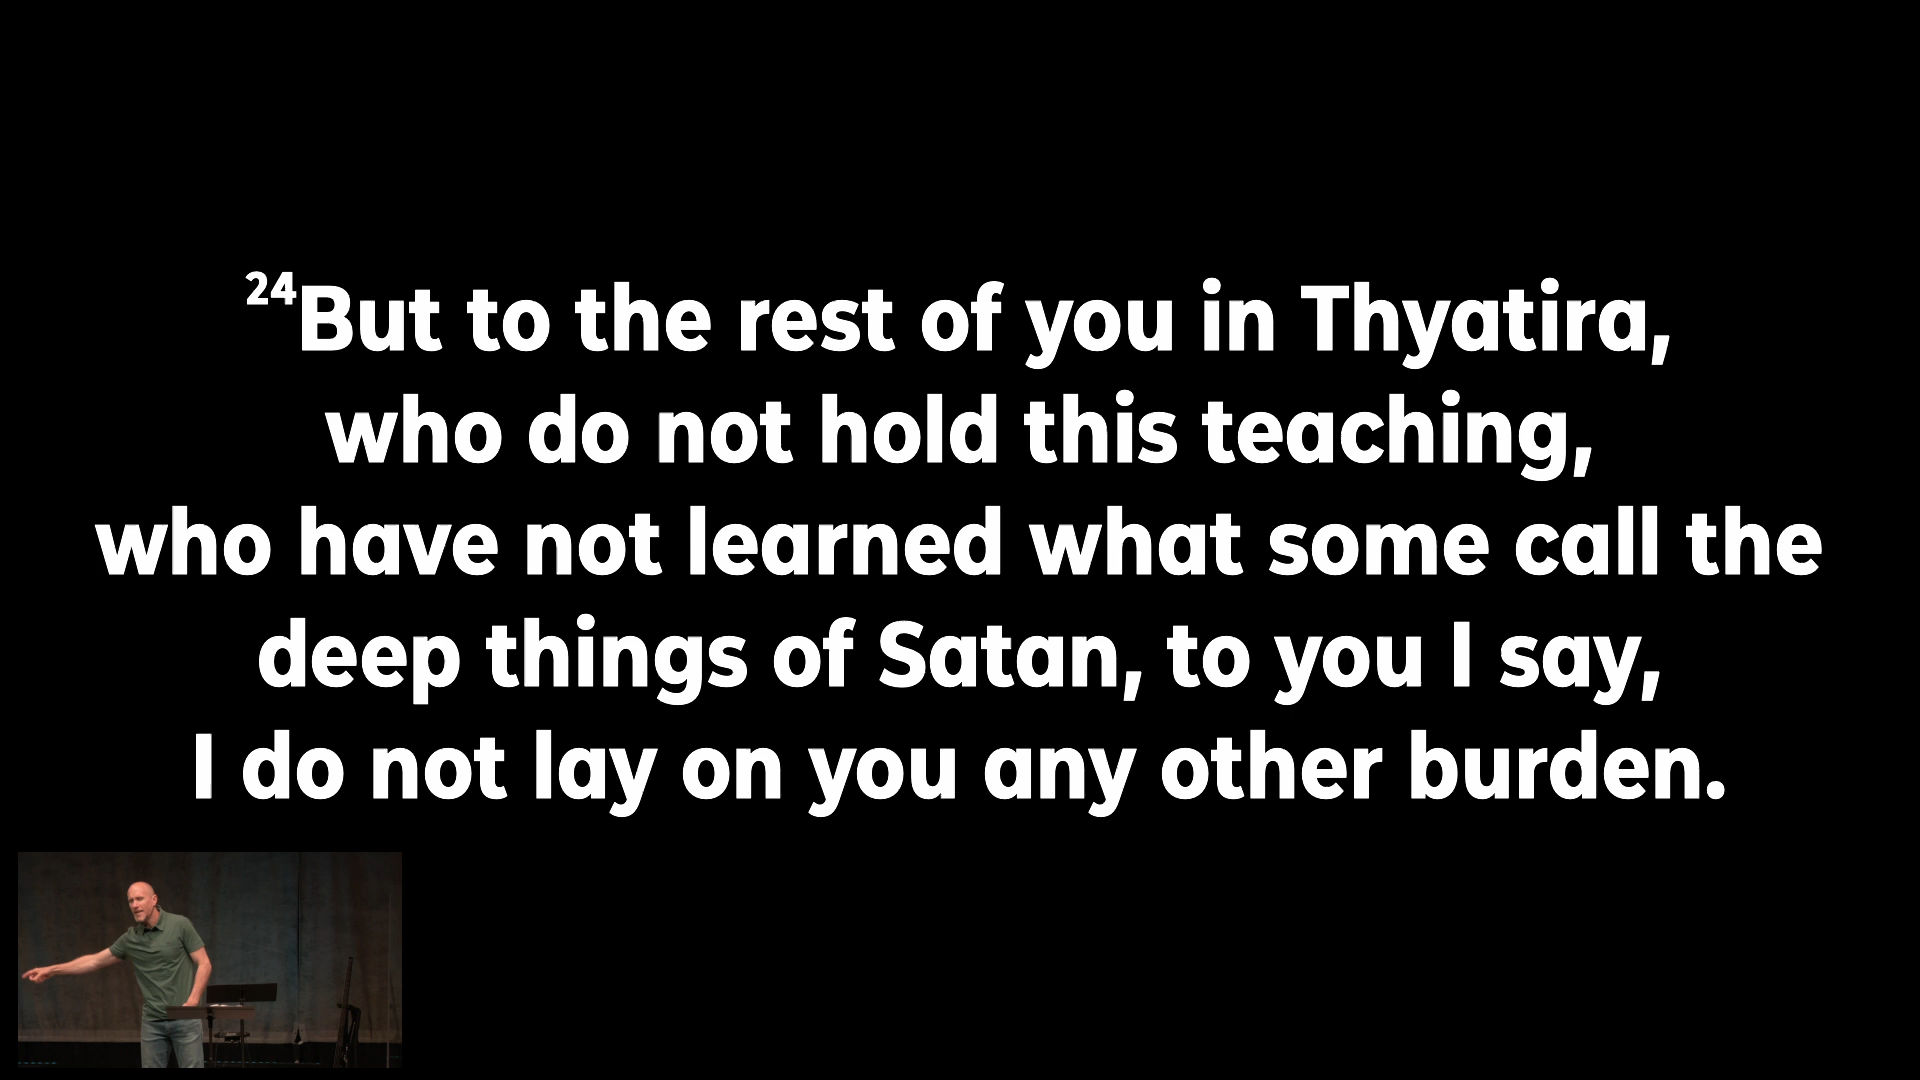 24But to the rest of you in Thyatira,
who do not hold this teaching,
who have not learned what some call the
deep things of Satan, to you I say,
I do not lay on you any other burden.